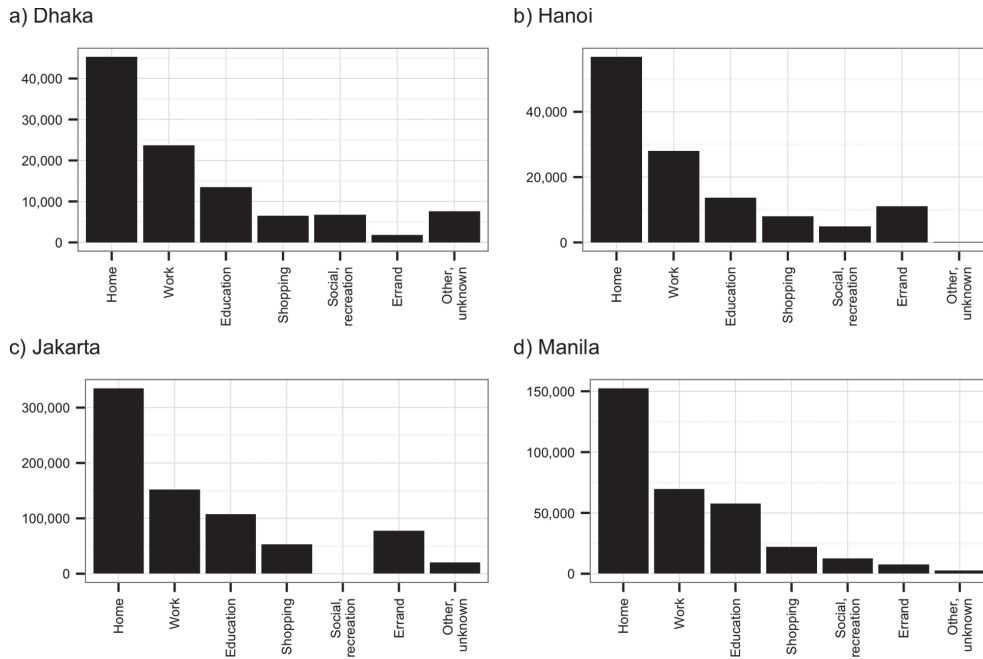 a) Dhaka
40,000
30,000
20,000
10,000
0
Home
Work
Education
Shopping
Social,
recreation
Errand
Other,
unknown
b) Hanoi
40,000
20,000
0
Home
Work
Education
Shopping
Social,
recreation
Errand
Other,
unknown
c) Jakarta
300,000
200,000
100,000
0
Home
Work
Education
Shopping
Social,
recreation
Errand
Other,
unknown
d) Manila
150,000
100,000
50,000
0
Home
Work
Education
Shopping
Social,
recreation
Errand
Other,
unknown